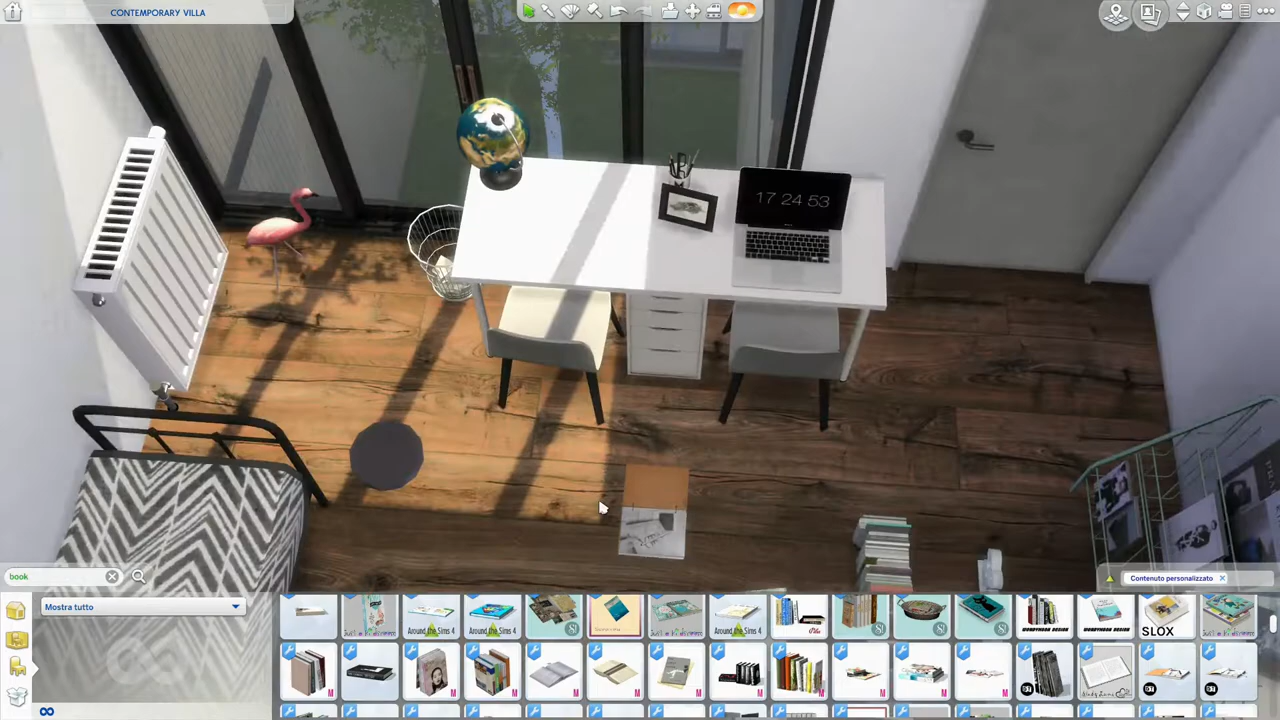 CONTEMPORARY VILLA
17 24 53
book
Contenuto personalizzato
Mostra tutto
Around the Sims 4
Around the Sims 4
Around the Sims 4
SLOX